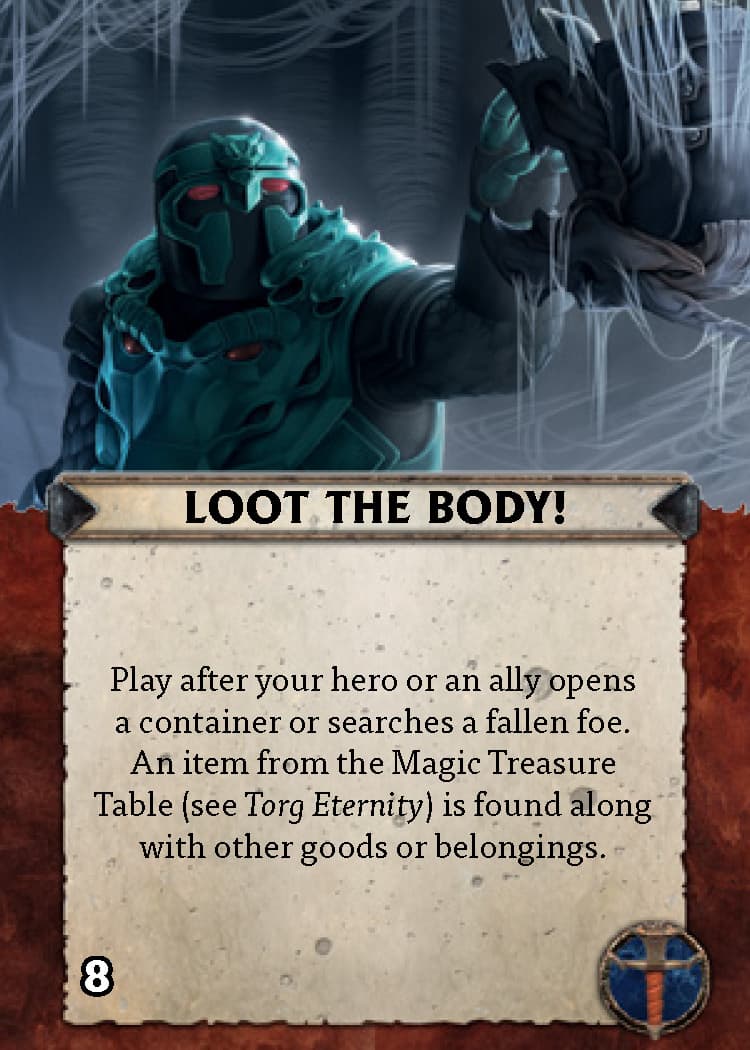 LOOT THE BODY!
Play after your hero or an ally opens
a container or searches a fallen foe.
An item from the Magic Treasure
Table (see Torg Eternity) is found along
with other goods or belongings.
8